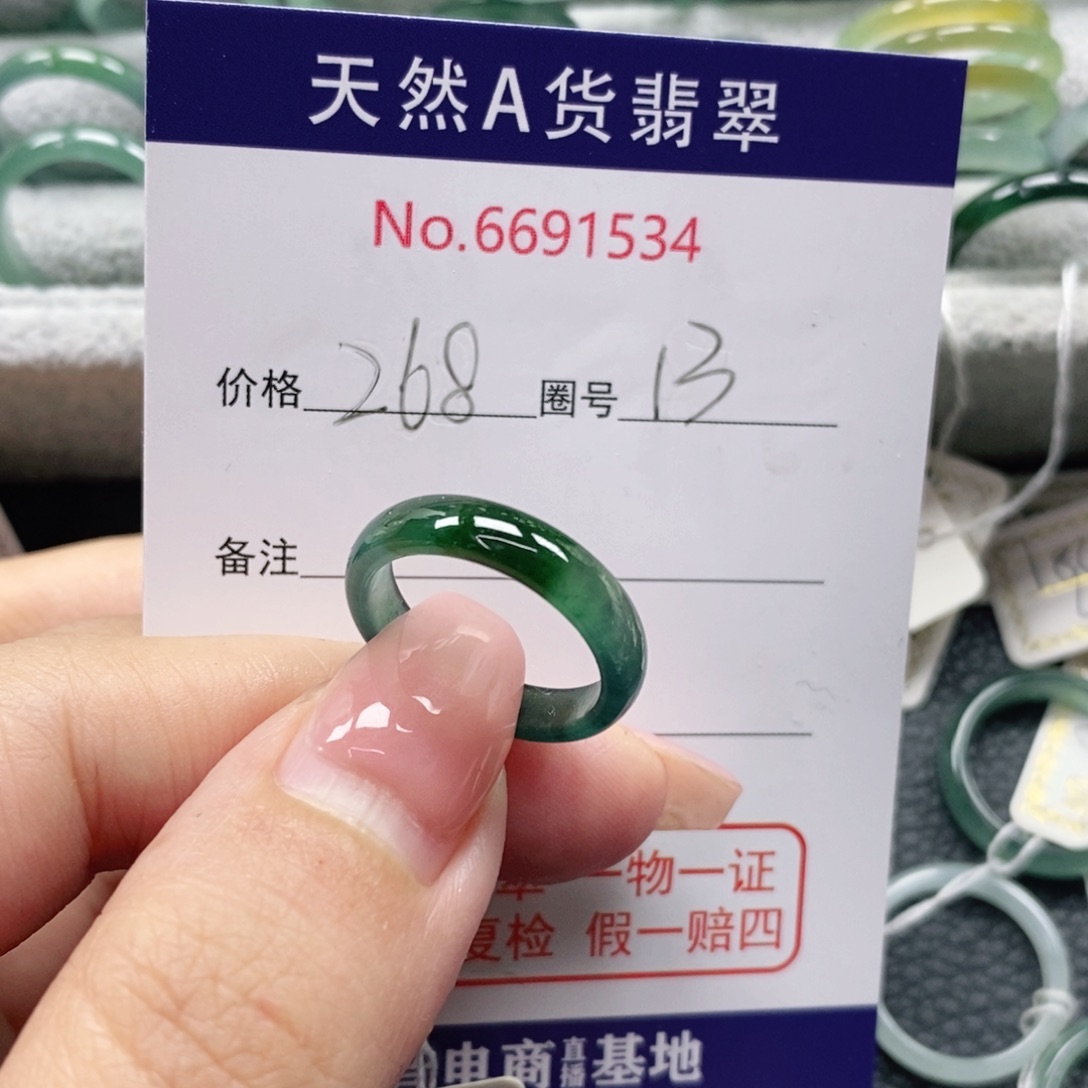 天然A货翡翠
No.6691534
价格 268 圈号 13
备注
翠 一物一证
复检 假一赔四
电商直播基地